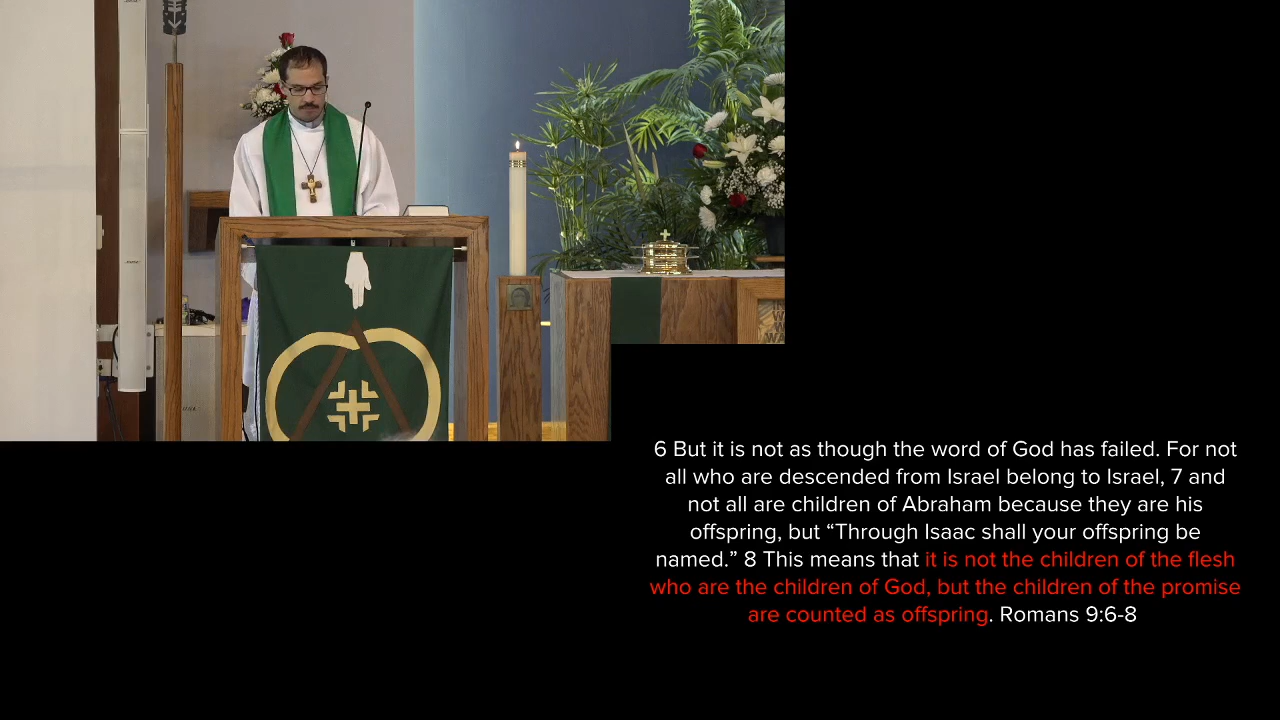 6 But it is not as though the word of God has failed. For not
all who are descended from Israel belong to Israel, 7 and
not all are children of Abraham because they are his
offspring, but “Through Isaac shall your offspring be
named.” 8 This means that it is not the children of the flesh
who are the children of God, but the children of the promise
are counted as offspring. Romans 9:6-8